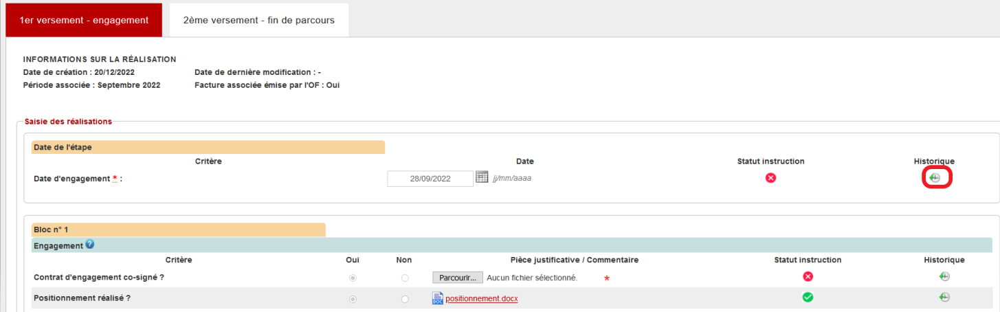 1er versement - engagement 2ème versement - fin de parcours
INFORMATIONS SUR LA RÉALISATION
Date de création : 20/12/2022 Date de dernière modification : -
Période associée : Septembre 2022 Facture associée émise par l'OF : Oui
Saisie des réalisations
Date de l'étape
Critère Date Statut instruction Historique
Date d'engagement * : 28/09/2022 jj/mm/aaaa
Bloc n° 1
Engagement ?
Critère Oui Non Pièce justificative / Commentaire Statut instruction Historique
Contrat d'engagement co-signé ? Parcourir... Aucun fichier sélectionné. *
Positionnement réalisé ? DOC positionnement.docx